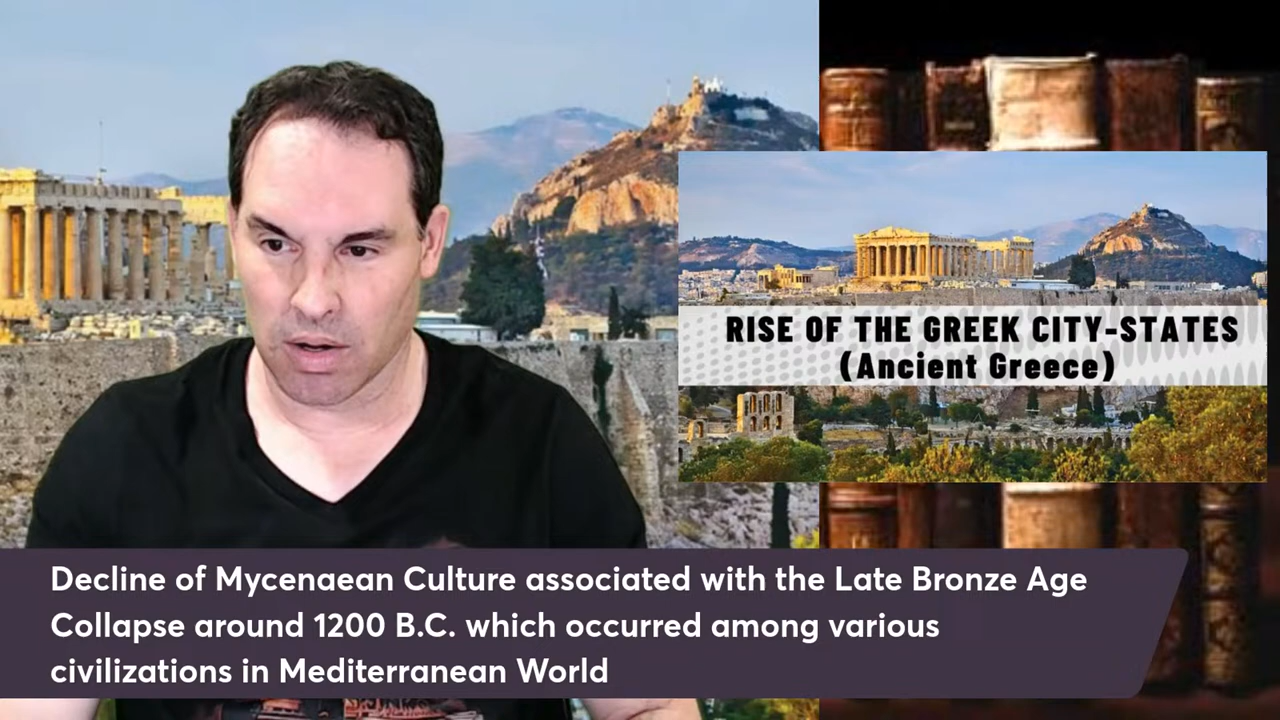 RISE OF THE GREEK CITY-STATES
(Ancient Greece)
Decline of Mycenaean Culture associated with the Late Bronze Age
Collapse around 1200 B.C. which occurred among various
civilizations in Mediterranean World